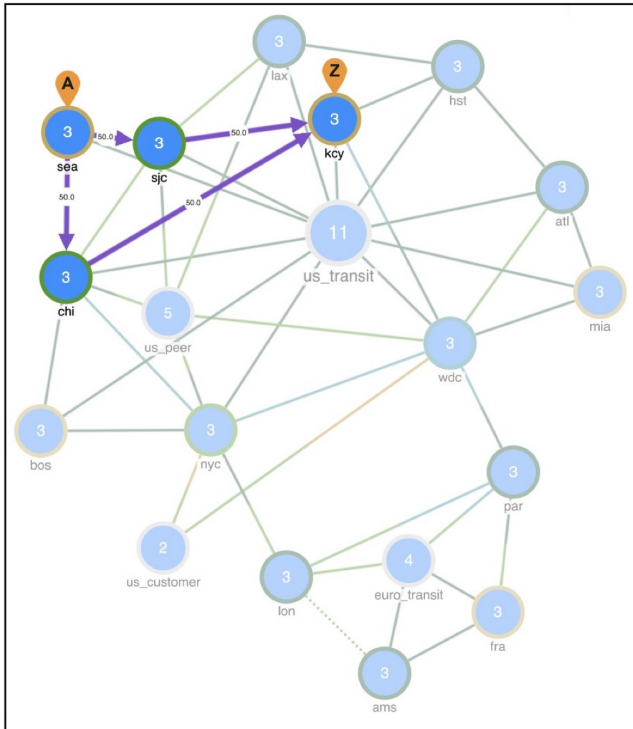 3
lax
Z
3
hst
A
3
sea
50.0
3
sjc
50.0
3
kcy
50.0
50.0
3
atl
11
us_transit
3
chi
5
us_peer
3
mia
3
wdc
3
bos
3
nyc
3
par
2
us_customer
3
lon
4
euro_transit
3
fra
3
ams